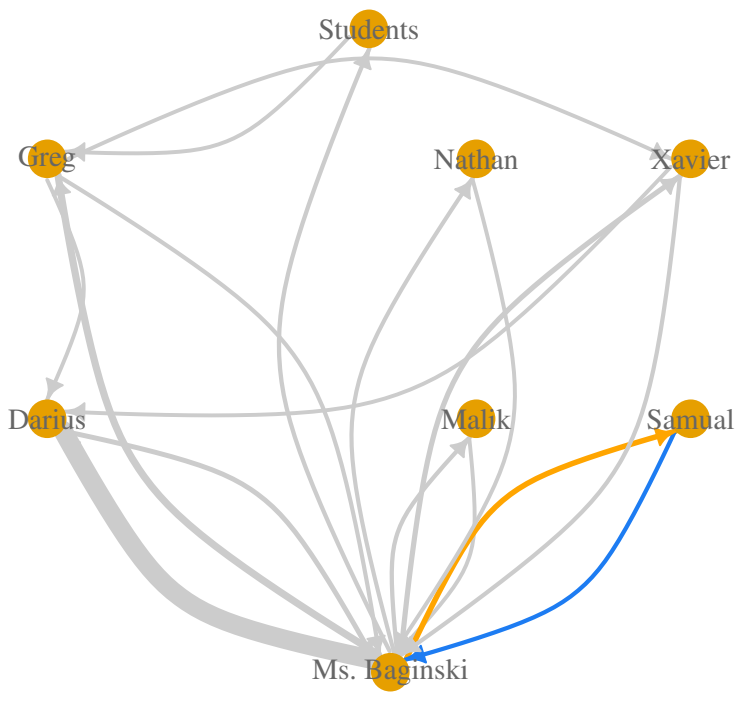 Students
Greg
Nathan
Xavier
Darius
Malik
Samual
Ms. Baginski